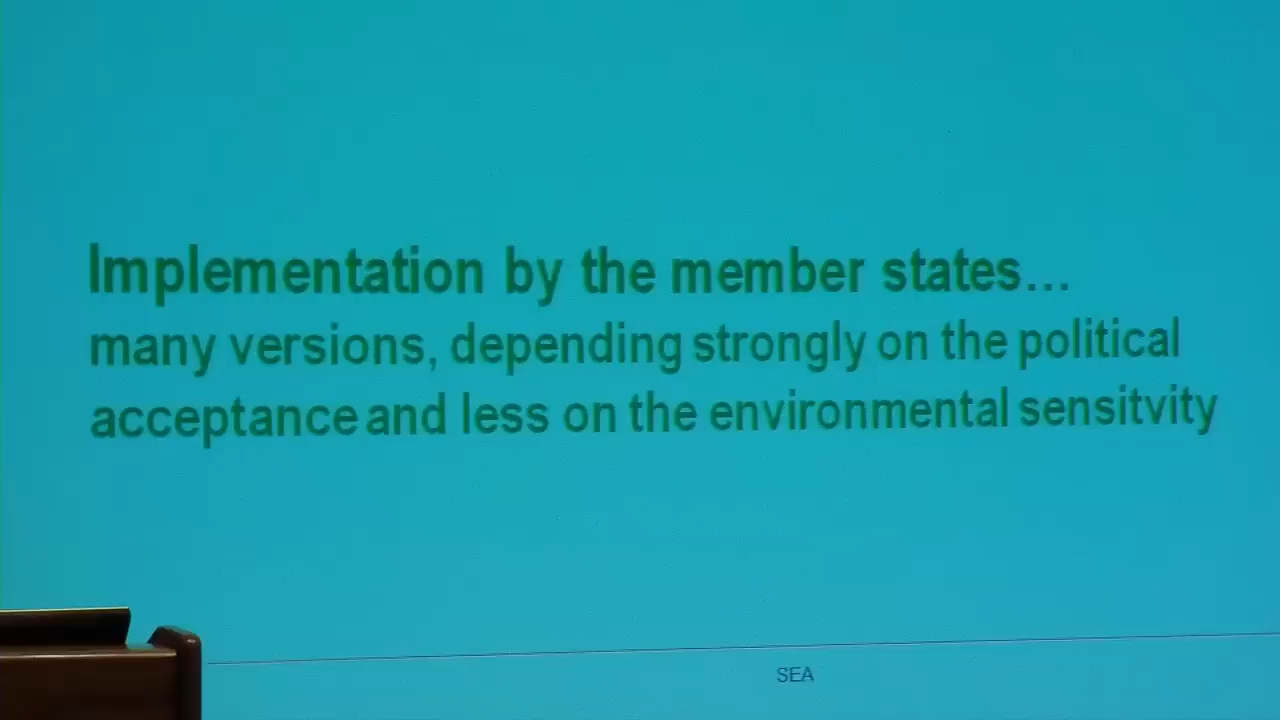 Implementation by the member states...
many versions, depending strongly on the political
acceptance and less on the environmental sensitvity
SEA